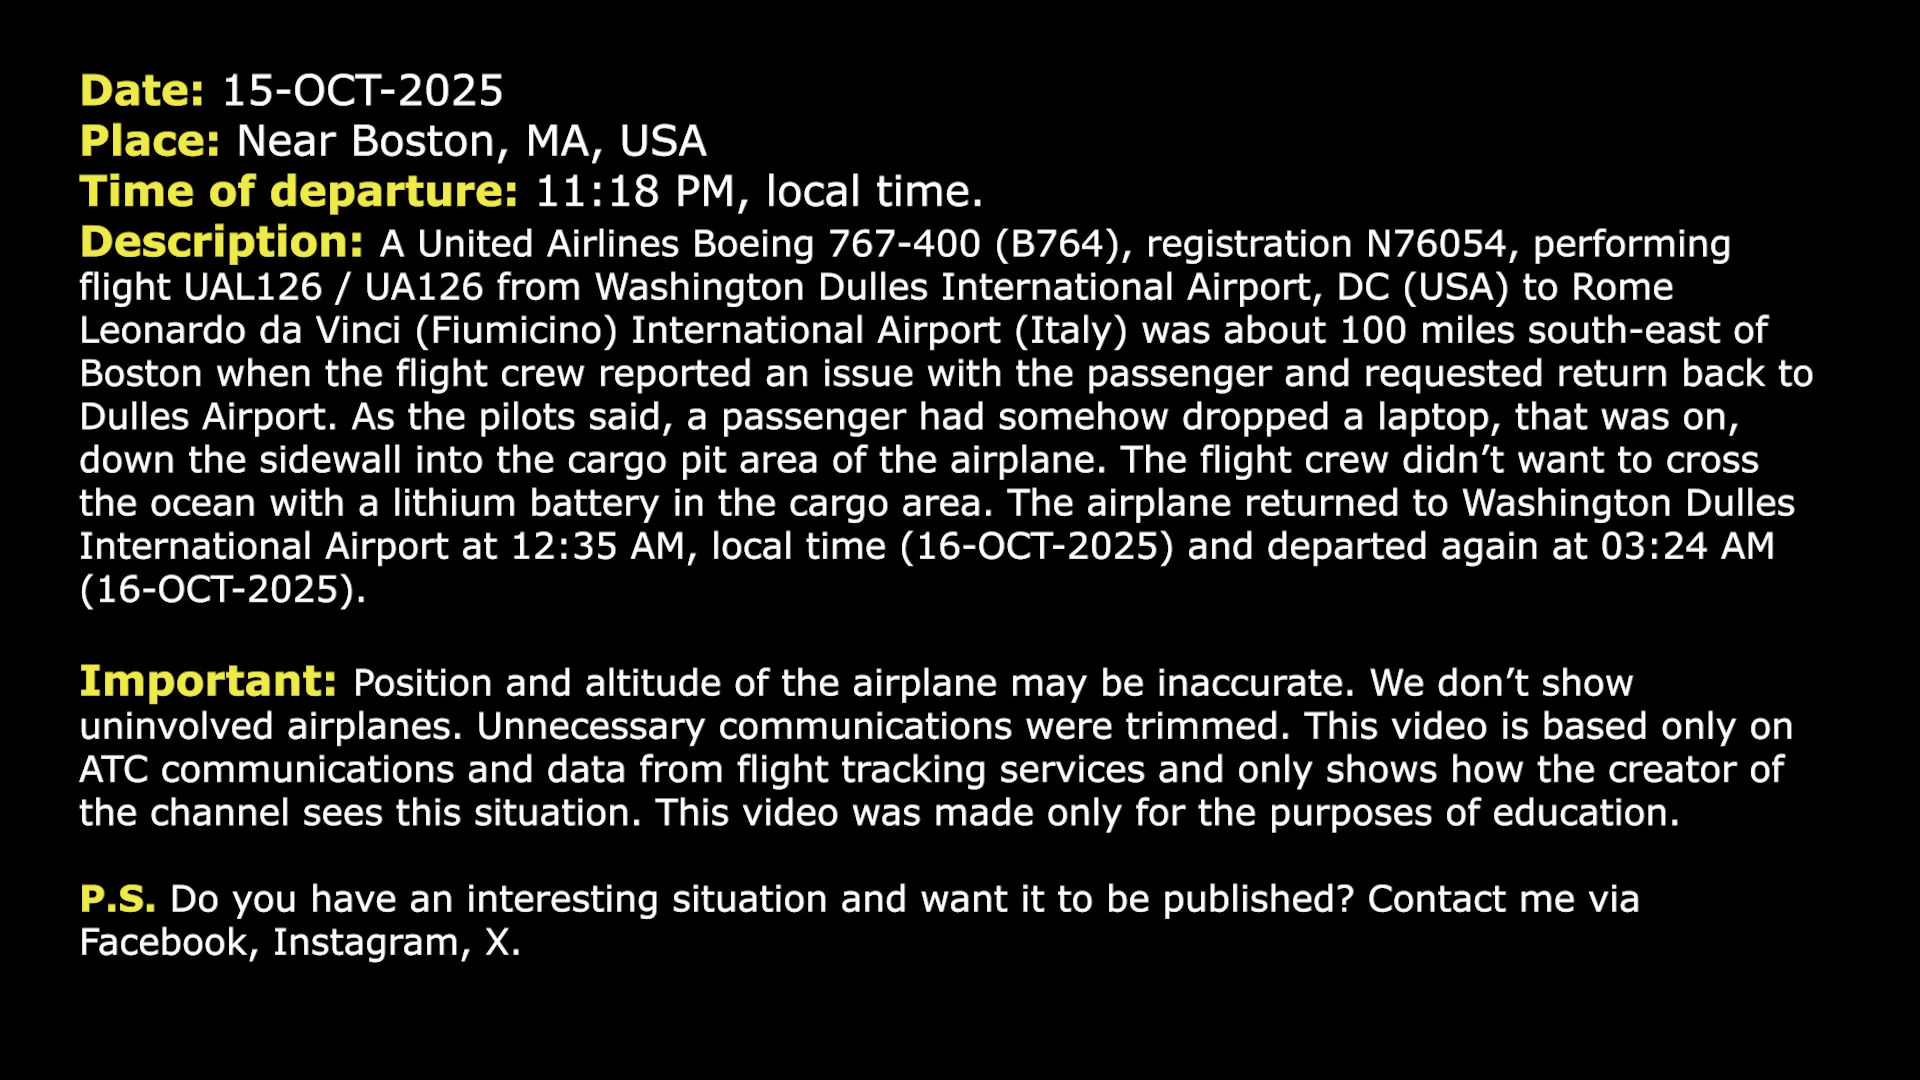 Date: 15-OCT-2025
Place: Near Boston, MA, USA
Time of departure: 11:18 PM, local time.
Description: A United Airlines Boeing 767-400 (B764), registration N76054, performing
flight UAL126 / UA126 from Washington Dulles International Airport, DC (USA) to Rome
Leonardo da Vinci (Fiumicino) International Airport (Italy) was about 100 miles south-east of
Boston when the flight crew reported an issue with the passenger and requested return back to
Dulles Airport. As the pilots said, a passenger had somehow dropped a laptop, that was on,
down the sidewall into the cargo pit area of the airplane. The flight crew didn’t want to cross
the ocean with a lithium battery in the cargo area. The airplane returned to Washington Dulles
International Airport at 12:35 AM, local time (16-OCT-2025) and departed again at 03:24 AM
(16-OCT-2025).
Important: Position and altitude of the airplane may be inaccurate. We don’t show
uninvolved airplanes. Unnecessary communications were trimmed. This video is based only on
ATC communications and data from flight tracking services and only shows how the creator of
the channel sees this situation. This video was made only for the purposes of education.
P.S. Do you have an interesting situation and want it to be published? Contact me via
Facebook, Instagram, X.